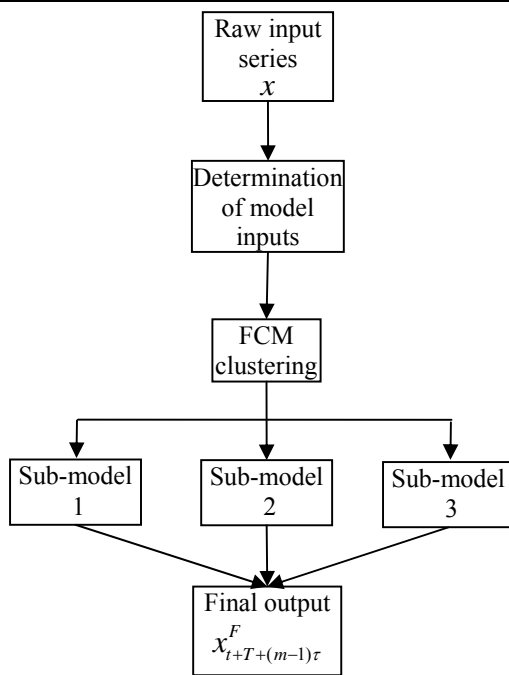 Raw input
series
x
Determination
of model
inputs
FCM
clustering
Sub-model
1
Sub-model
2
Sub-model
3
Final output
x^F_{t+T+(m−1)τ}